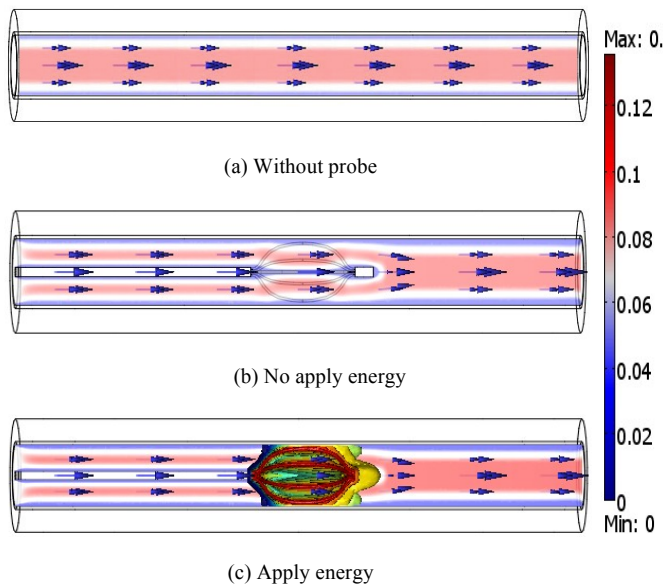 Max: 0.
0.12
0.1
0.08
0.06
0.04
0.02
0
Min: 0
(a) Without probe
(b) No apply energy
(c) Apply energy